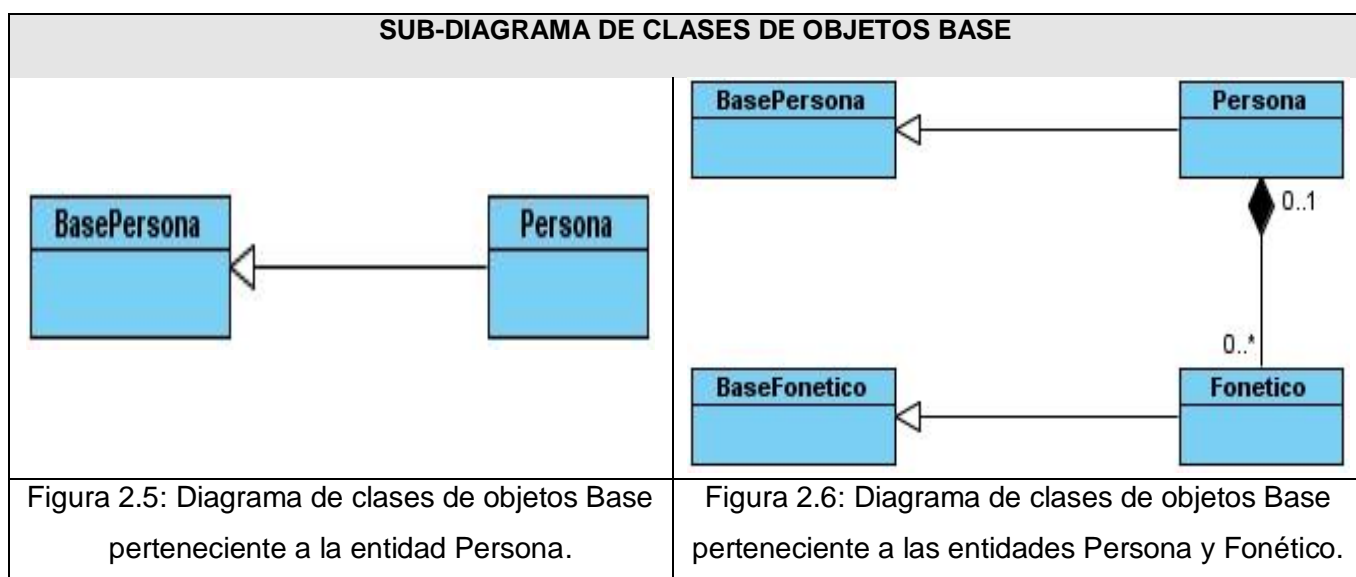 SUB-DIAGRAMA DE CLASES DE OBJETOS BASE
BasePersona
Persona
Figura 2.5: Diagrama de clases de objetos Base
perteneciente a la entidad Persona.
BasePersona
Persona
0..1
0..*
BaseFonetico
Fonetico
Figura 2.6: Diagrama de clases de objetos Base
perteneciente a las entidades Persona y Fonético.